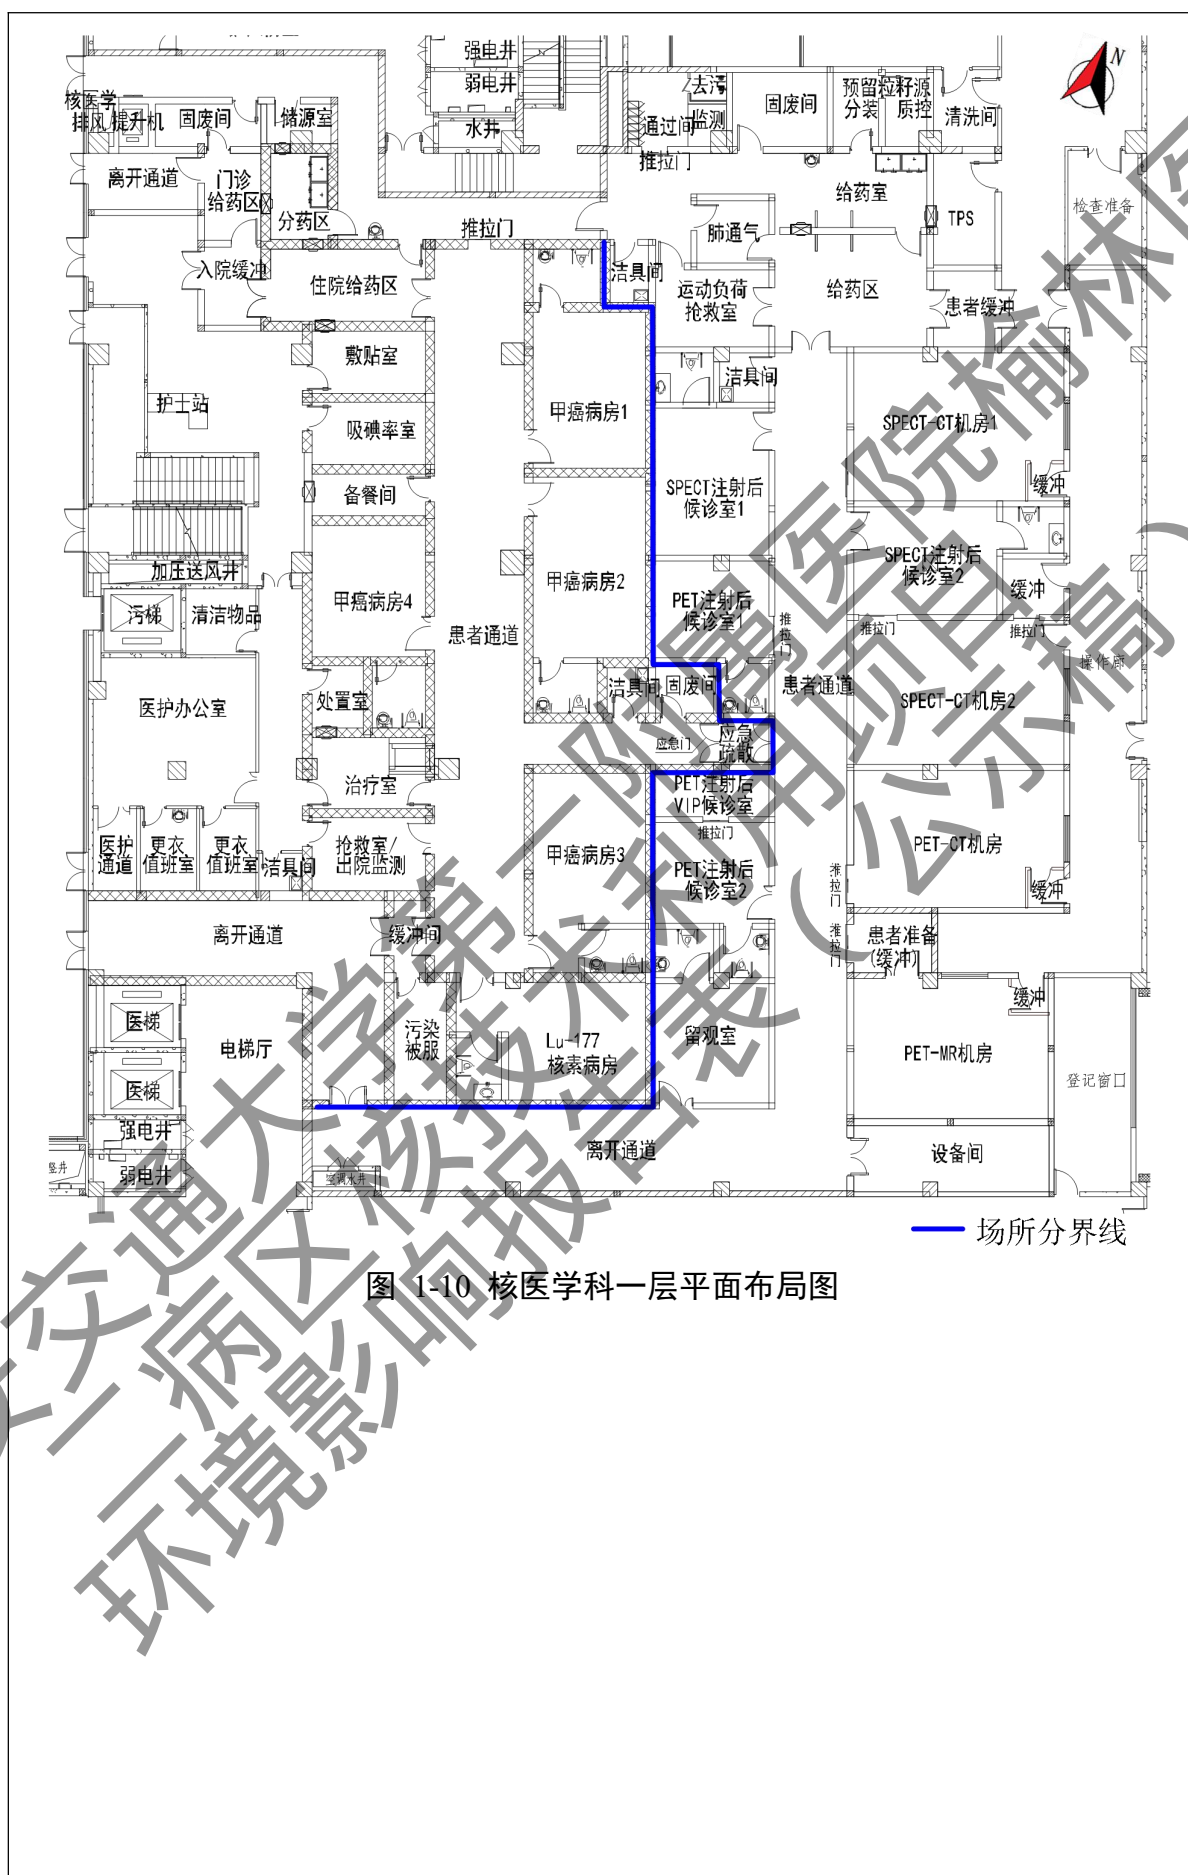 强电井
弱电井
水井
核医学
排风
提升机
固废间
储源室
通过间
去污
监测
固废间
预留
分装
粒籽源
质控
清洗间
N
离开通道
门诊
给药区
分药区
推拉门
推拉门
给药室
TPS
检查准备
入院缓冲
住院给药区
洁具间
肺通气
运动负荷
抢救室
给药区
患者缓冲
敷贴室
洁具间
护士站
吸碘率室
甲癌病房1
SPECT-CT机房1
备餐间
SPECT注射后
候诊室1
缓冲
加压送风井
污梯
清洁物品
甲癌病房4
患者通道
甲癌病房2
PET注射后
候诊室1
推拉门
SPECT注射后
候诊室2
缓冲
推拉门
推拉门
操作廊
医护办公室
处置室
洁具间
固废间
患者通道
SPECT-CT机房2
应急门
应急
疏散
治疗室
PET注射后
VIP候诊室
推拉门
医护
通道
更衣
值班室
更衣
值班室
洁具间
抢救室/
出院监测
甲癌病房3
PET注射后
候诊室2
推拉门
PET-CT机房
缓冲
离开通道
缓冲间
推拉门
患者准备
(缓冲)
医梯
电梯厅
污染
被服
Lu-177
核素病房
留观室
缓冲
PET-MR机房
登记窗口
医梯
强电井
弱电井
竖井
空调水井
离开通道
设备间
场所分界线
图 1-10 核医学科一层平面布局图
交通大学第一附属医院榆林医
二病区核技术利用项目
环境影响报告表（公示稿）